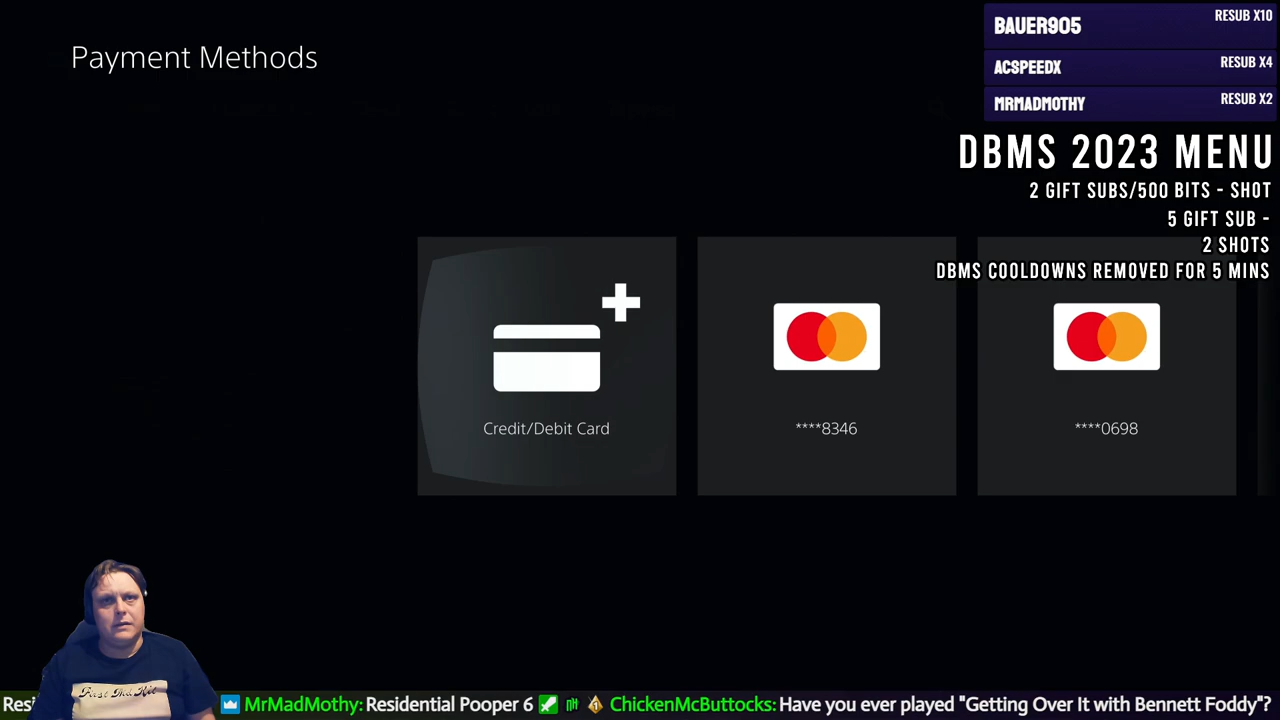 Payment Methods
BAUER905
RESUB X10
ACSPEEDX
RESUB X4
MRMADMOTHY
RESUB X2
DBMS 2023 MENU
2 GIFT SUBS/500 BITS - SHOT
5 GIFT SUB -
2 SHOTS
DBMS COOLDOWNS REMOVED FOR 5 MINS
Credit/Debit Card
****8346
****0698
MrMadMothy: Residential Pooper 6 ChickenMcButtocks: Have you ever played "Getting Over It with Bennett Foddy"?